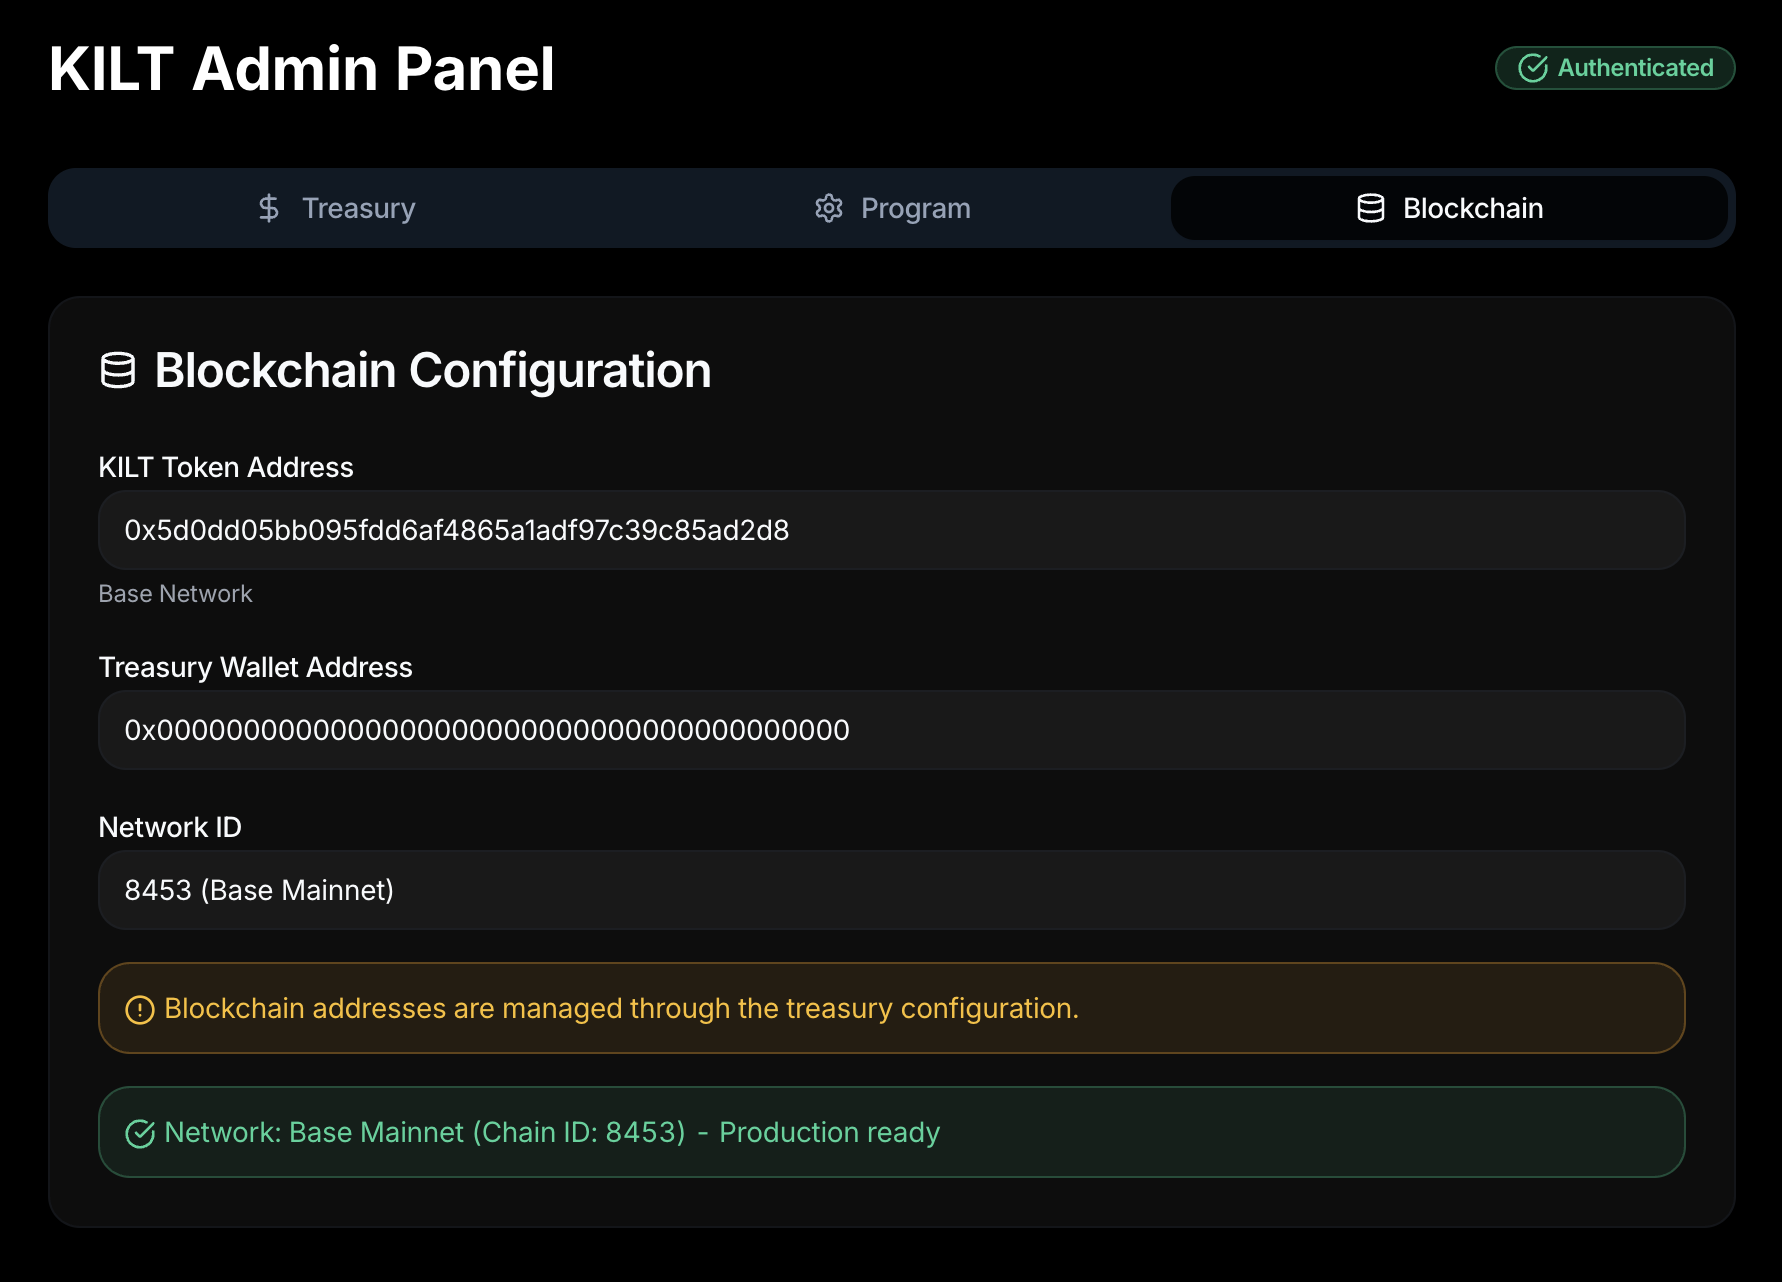 KILT Admin Panel
Authenticated
Treasury
Program
Blockchain
Blockchain Configuration
KILT Token Address
0x5d0dd05bb095fdd6af4865a1adf97c39c85ad2d8
Base Network
Treasury Wallet Address
0x0000000000000000000000000000000000000000
Network ID
8453 (Base Mainnet)
Blockchain addresses are managed through the treasury configuration.
Network: Base Mainnet (Chain ID: 8453) - Production ready